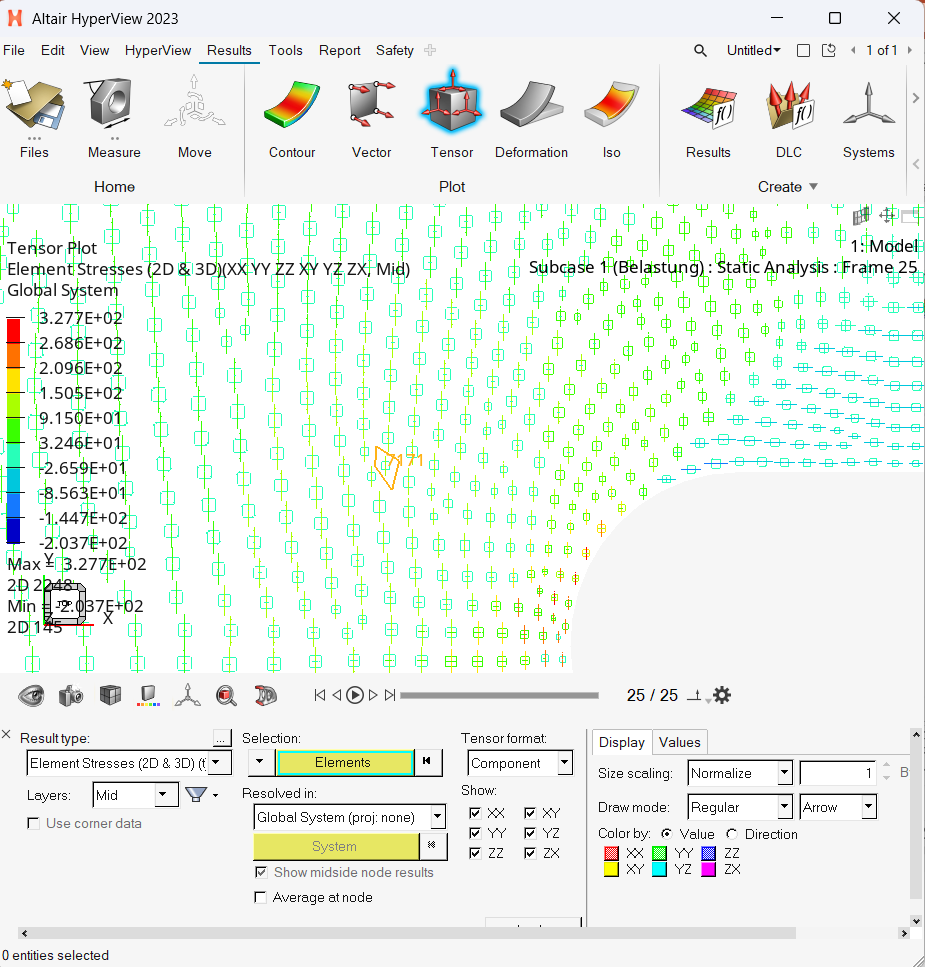 Altair HyperView 2023
File Edit View HyperView Results Tools Report Safety Untitled 1 of 1
Files Measure Move Contour Vector Tensor Deformation Iso Results DLC Systems
Home Plot Create
Tensor Plot
1: Model
Element Stresses (2D & 3D)(XX YY ZZ XY YZ ZX, Mid)
Subcase 1 (Belastung) : Static Analysis : Frame 25
Global System
3.277E+02
2.686E+02
2.096E+02
1.505E+02
9.150E+01
3.246E+01
-2.659E+01
-8.563E+01
-1.447E+02
-2.037E+02
Max = 3.277E+02
2D 2248
Min = -2.037E+02
2D 145
Y
X
25 / 25
Result type:
...
Element Stresses (2D & 3D) (t
Layers: Mid
Use corner data
Selection:
Elements
Resolved in:
Global System (proj: none)
System
Show midside node results
Average at node
Tensor format:
Component
Show:
XX XY
YY YZ
ZZ ZX
Display Values
Size scaling: Normalize 1 B
Draw mode: Regular Arrow
Color by: Value Direction
XX YY ZZ
XY YZ ZX
0 entities selected